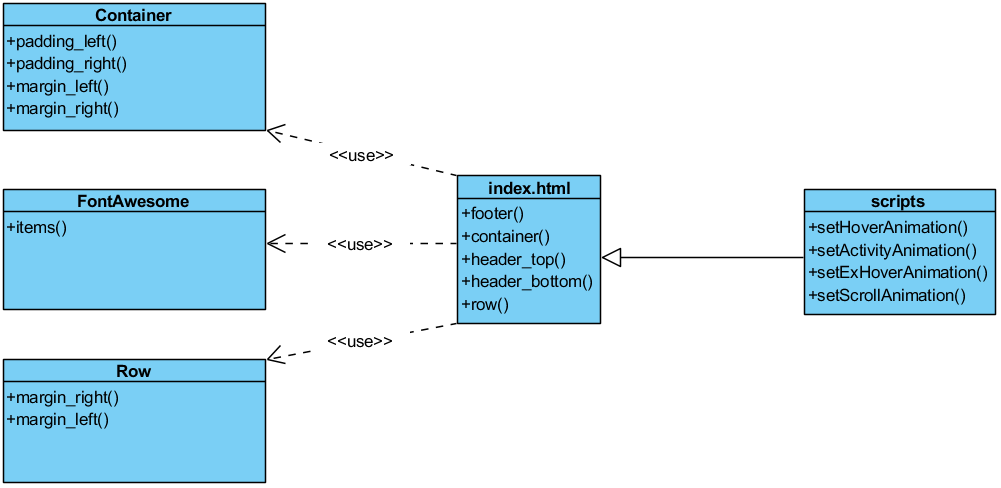 Container
+padding_left()
+padding_right()
+margin_left()
+margin_right()
<<use>>
FontAwesome
+items()
<<use>>
index.html
+footer()
+container()
+header_top()
+header_bottom()
+row()
scripts
+setHoverAnimation()
+setActivityAnimation()
+setExHoverAnimation()
+setScrollAnimation()
<<use>>
Row
+margin_right()
+margin_left()